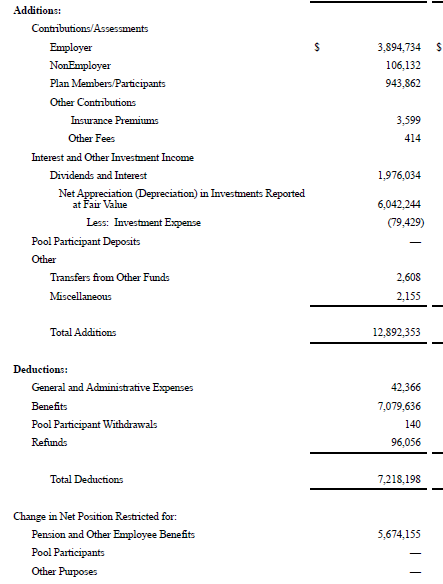 Additions:
Contributions/Assessments
Employer $ 3,894,734 $
NonEmployer 106,132
Plan Members/Participants 943,862
Other Contributions
Insurance Premiums 3,599
Other Fees 414
Interest and Other Investment Income
Dividends and Interest 1,976,034
Net Appreciation (Depreciation) in Investments Reported
at Fair Value 6,042,244
Less: Investment Expense (79,429)
Pool Participant Deposits —
Other
Transfers from Other Funds 2,608
Miscellaneous 2,155
Total Additions 12,892,353
Deductions:
General and Administrative Expenses 42,366
Benefits 7,079,636
Pool Participant Withdrawals 140
Refunds 96,056
Total Deductions 7,218,198
Change in Net Position Restricted for:
Pension and Other Employee Benefits 5,674,155
Pool Participants —
Other Purposes —